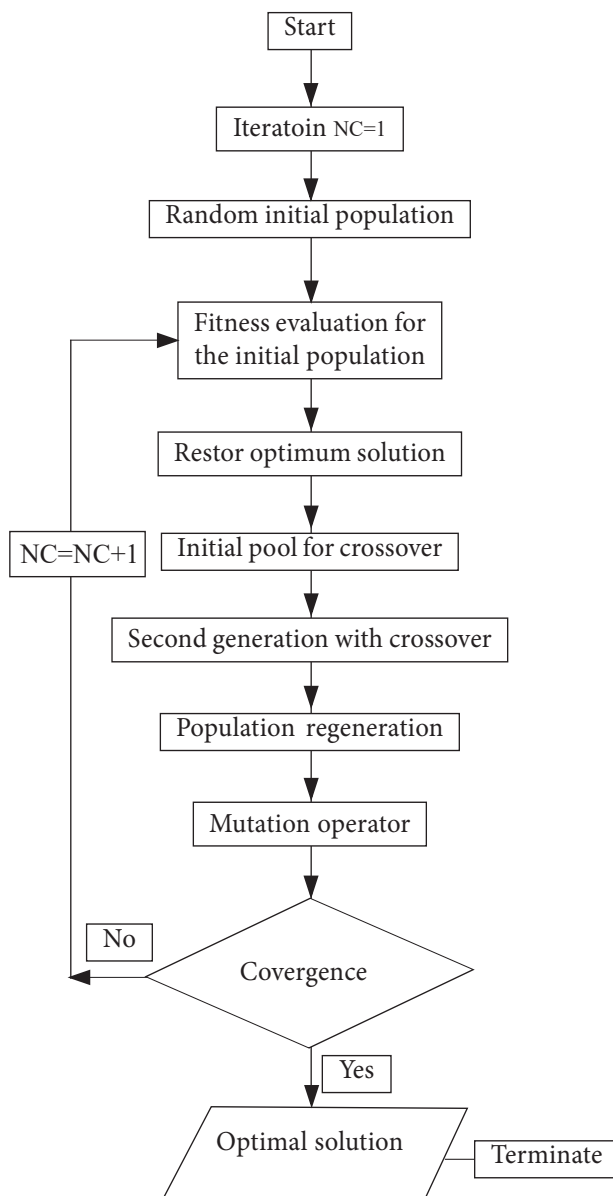 Start
Iteratoin NC=1
Random initial population
Fitness evaluation for
the initial population
Restor optimum solution
NC=NC+1
Initial pool for crossover
Second generation with crossover
Population regeneration
Mutation operator
No
Covergence
Yes
Optimal solution
Terminate